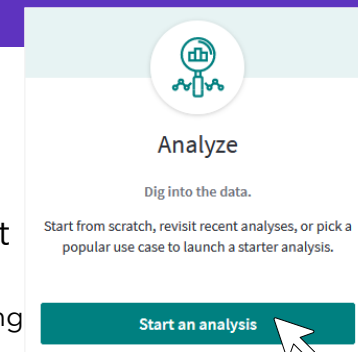 Analyze
Dig into the data.
t
Start from scratch, revisit recent analyses, or pick a
popular use case to launch a starter analysis.
ng
Start an analysis